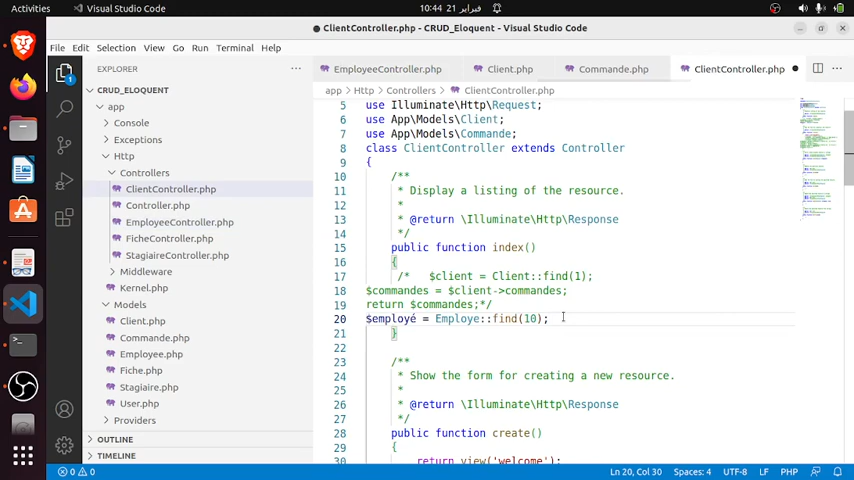 Activities
Visual Studio Code
10:44 21 فبراير
ClientController.php - CRUD_Eloquent - Visual Studio Code
File Edit Selection View Go Run Terminal Help
EXPLORER
EmployeeController.php
Client.php
Commande.php
ClientController.php
1
app > Http > Controllers > ClientController.php
CRUD_ELOQUENT
app
Console
Exceptions
Http
Controllers
ClientController.php
Controller.php
EmployeeController.php
FicheController.php
StagiaireController.php
Middleware
Kernel.php
Models
Client.php
Commande.php
Employee.php
Fiche.php
Stagiaire.php
User.php
Providers
OUTLINE
TIMELINE
5 use Illuminate\Http\Request;
6 use App\Models\Client;
7 use App\Models\Commande;
8 class ClientController extends Controller
9 {
10 /**
11 * Display a listing of the resource.
12 *
13 * @return \Illuminate\Http\Response
14 */
15 public function index()
16 {
17 /* $client = Client::find(1);
18 $commandes = $client->commandes;
19 return $commandes;*/
20 $employé = Employe::find(10);
21 }
22
23 /**
24 * Show the form for creating a new resource.
25 *
26 * @return \Illuminate\Http\Response
27 */
28 public function create()
29 {
30 return view('welcome');
0 0
Ln 20, Col 30 Spaces: 4 UTF-8 LF PHP